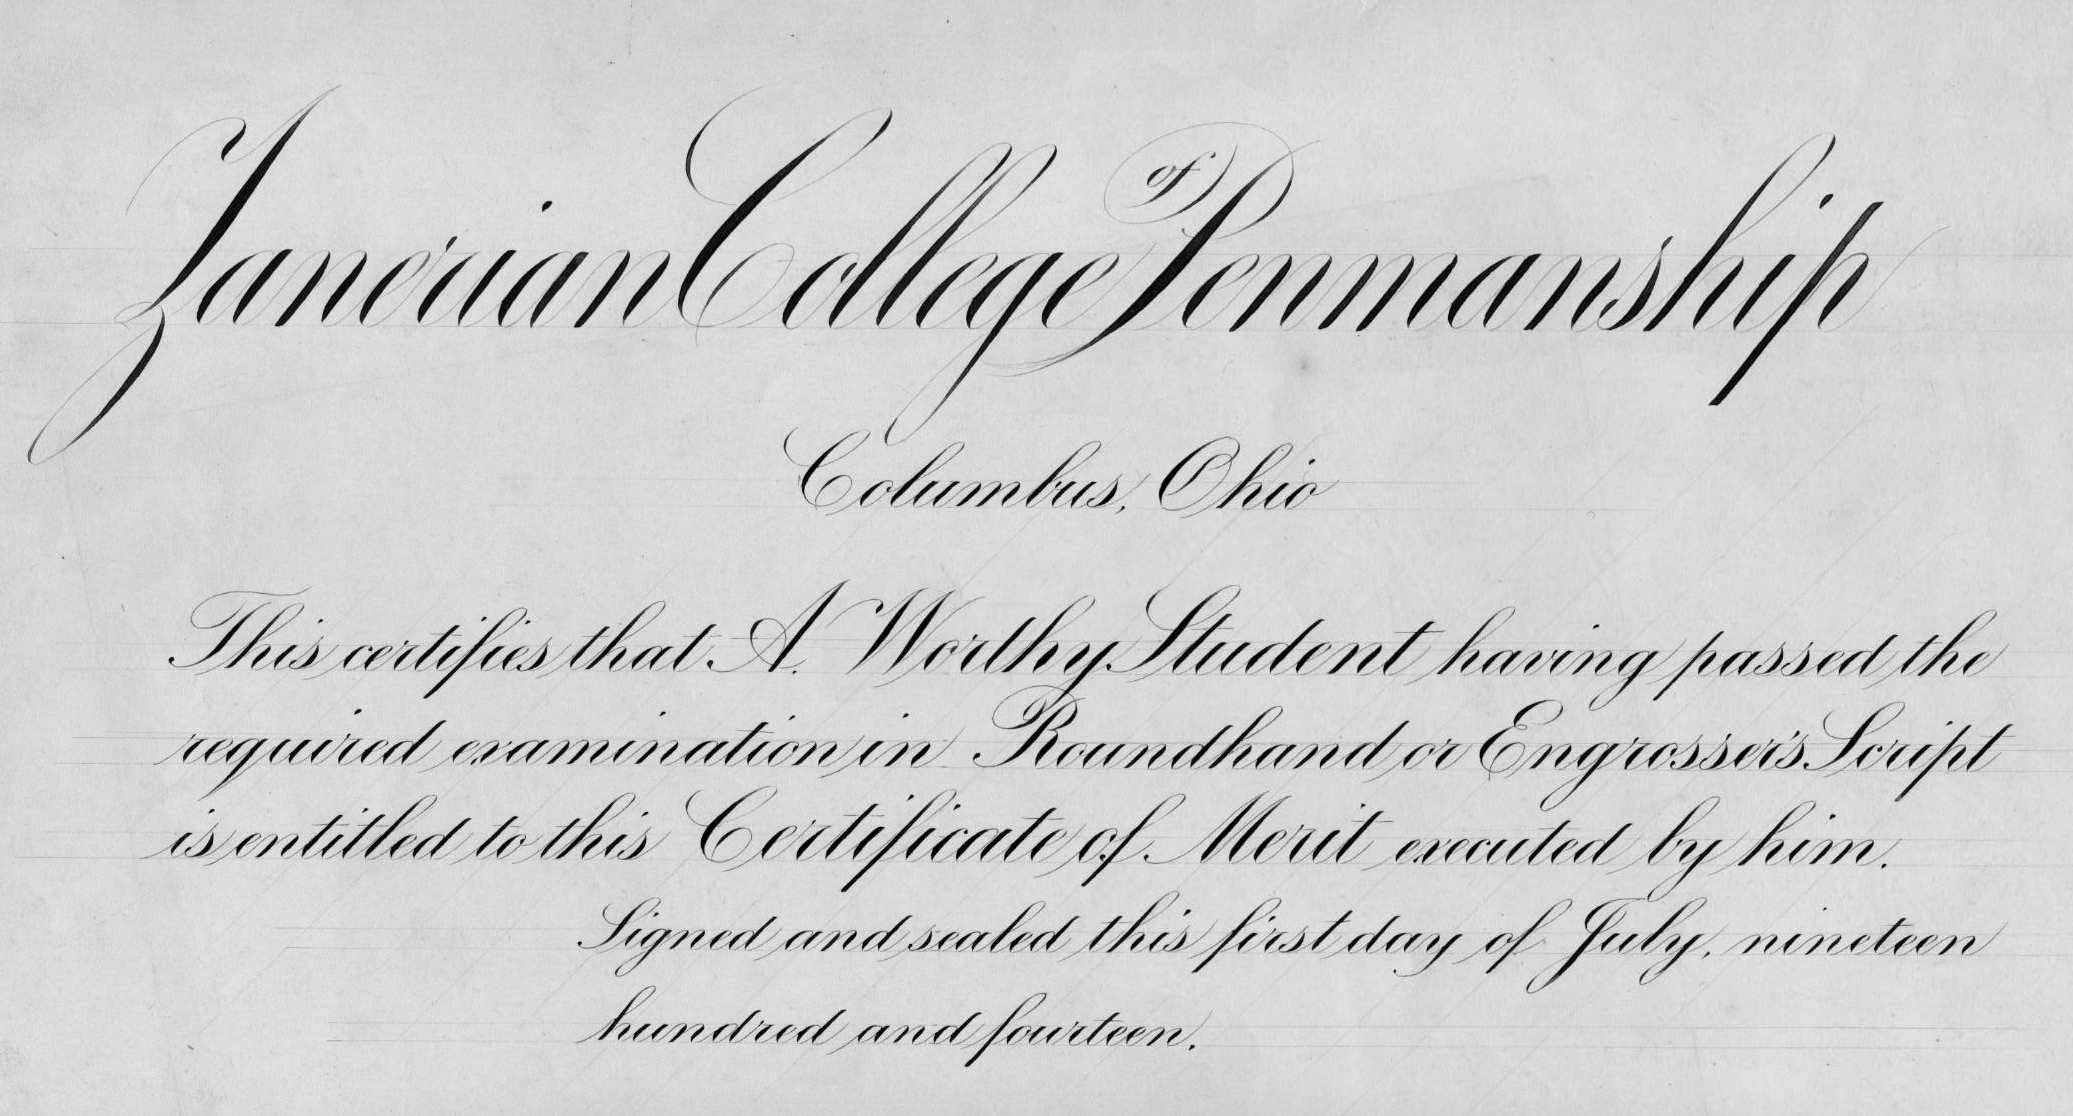 Zanerian College of Penmanship
Columbus, Ohio
This certifies that A. Worthy Student having passed the
required examination in Roundhand or Engrosser's Script
is entitled to this Certificate of Merit executed by him.
Signed and sealed this first day of July, nineteen
hundred and fourteen.